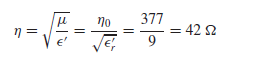 η = √(μ/ϵ′) = η0/√ϵ′r = 377/9 = 42 Ω